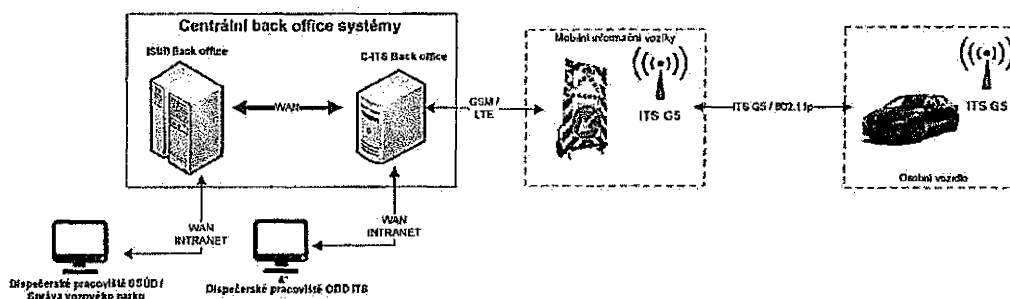 Centrální back office systémy
Back office
C-ITS Back office
WAN
GSM /
LTE
Mobilní informační vozíky
ITS G5
ITS G5 / 802.11p
ITS G5
Osobní vozidlo
WAN
INTRANET
WAN
INTRANET
Dispečerské pracoviště
Správa vozového parku
Dispečerské pracoviště ODD ITS